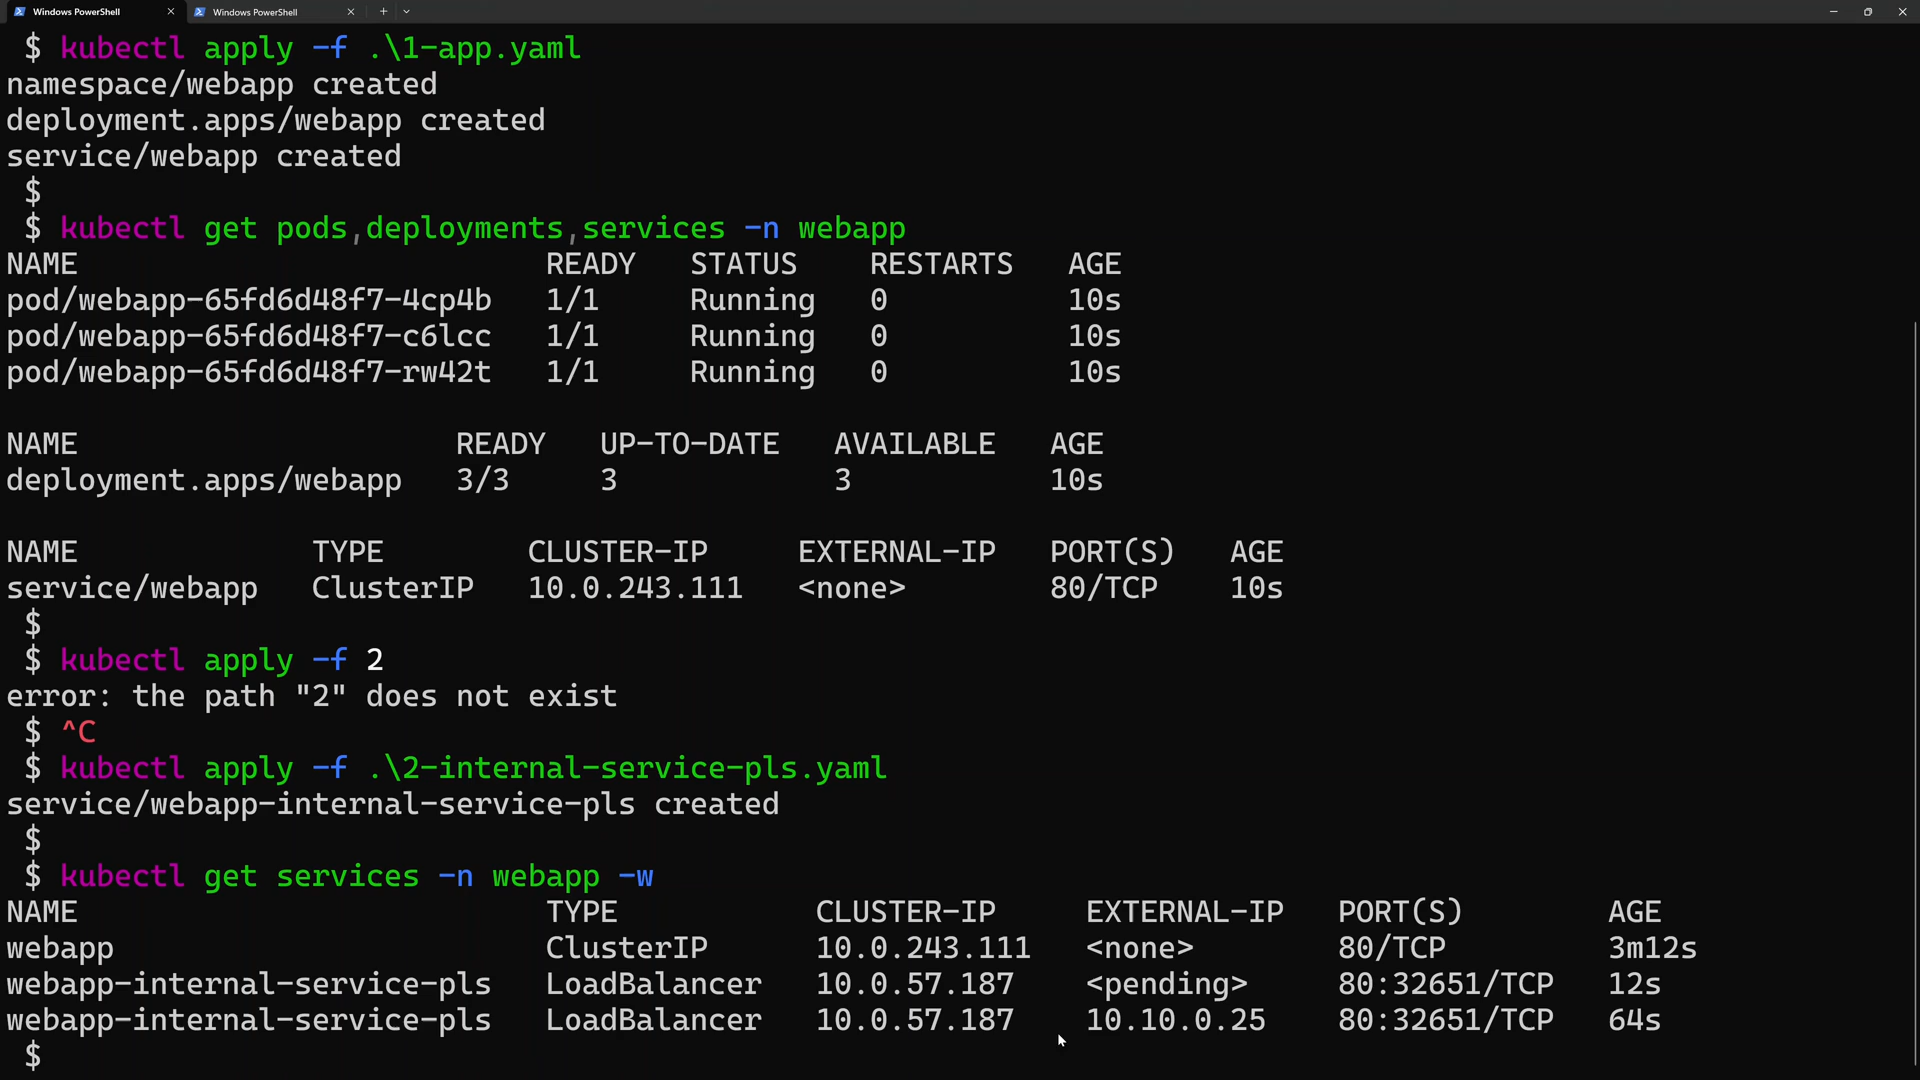 Windows PowerShell
Windows PowerShell
$ kubectl apply -f .\1-app.yaml
namespace/webapp created
deployment.apps/webapp created
service/webapp created
$
$ kubectl get pods,deployments,services -n webapp
NAME READY STATUS RESTARTS AGE
pod/webapp-65fd6d48f7-4cp4b 1/1 Running 0 10s
pod/webapp-65fd6d48f7-c6lcc 1/1 Running 0 10s
pod/webapp-65fd6d48f7-rw42t 1/1 Running 0 10s
NAME READY UP-TO-DATE AVAILABLE AGE
deployment.apps/webapp 3/3 3 3 10s
NAME TYPE CLUSTER-IP EXTERNAL-IP PORT(S) AGE
service/webapp ClusterIP 10.0.243.111 <none> 80/TCP 10s
$
$ kubectl apply -f 2
error: the path "2" does not exist
$ ^C
$ kubectl apply -f .\2-internal-service-pls.yaml
service/webapp-internal-service-pls created
$
$ kubectl get services -n webapp -w
NAME TYPE CLUSTER-IP EXTERNAL-IP PORT(S) AGE
webapp ClusterIP 10.0.243.111 <none> 80/TCP 3m12s
webapp-internal-service-pls LoadBalancer 10.0.57.187 <pending> 80:32651/TCP 12s
webapp-internal-service-pls LoadBalancer 10.0.57.187 10.10.0.25 80:32651/TCP 64s
$